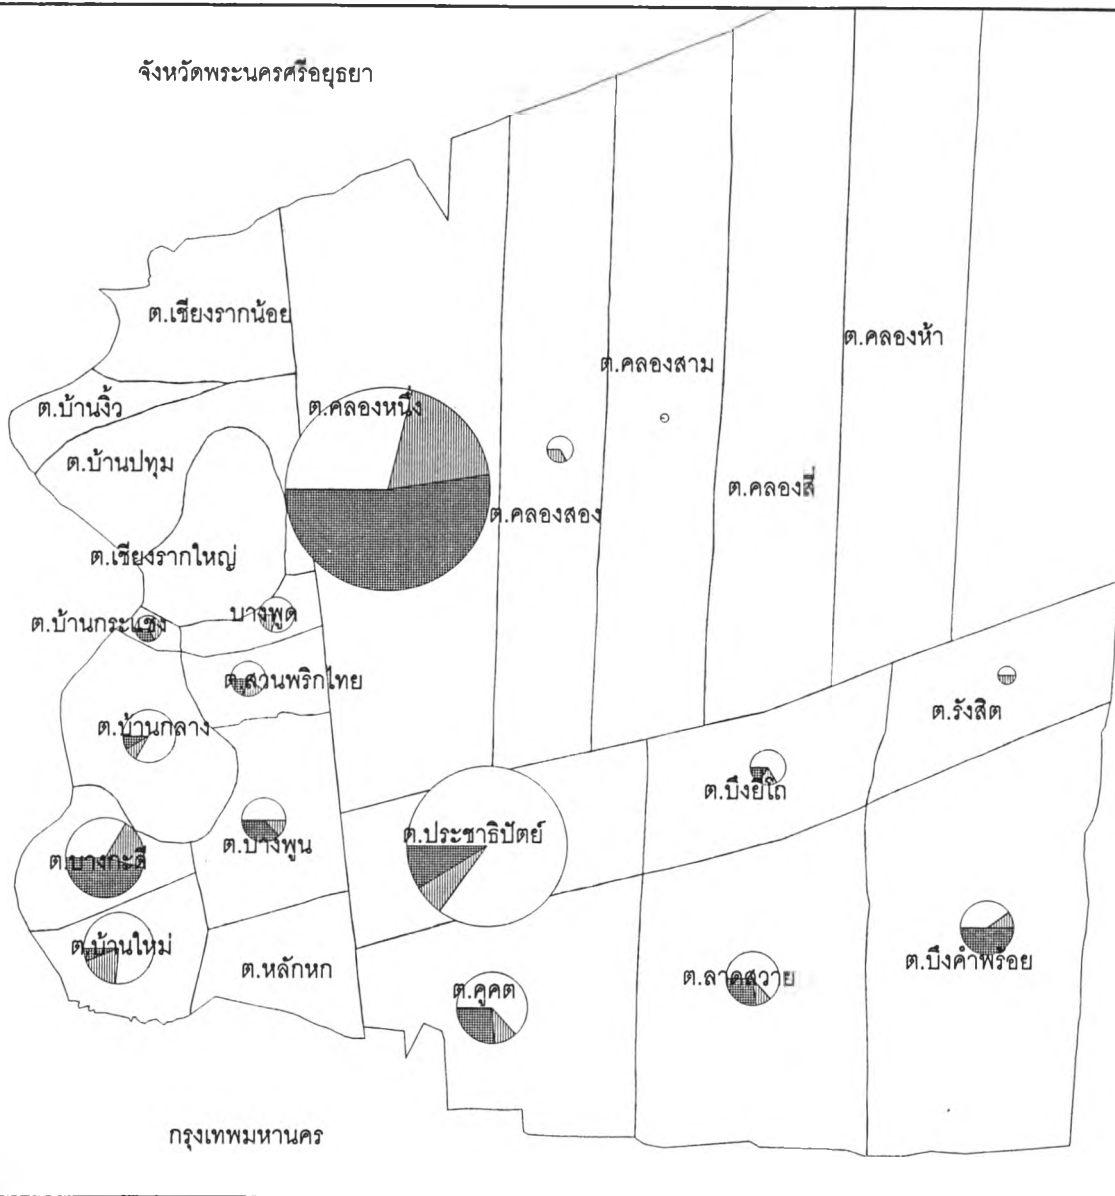 จังหวัดพระนครศรีอยุธยา
ต.เชียงรากน้อย
ต.คลองห้า
ต.คลองสาม
ต.บ้านงิ้ว
ต.คลองหนึ่ง
ต.บ้านปทุม
ต.คลองสี่
ต.คลองสอง
ต.เชียงรากใหญ่
บางพูด
ต.บ้านกระแชง
ต.สวนพริกไทย
ต.รังสิต
ต.บ้านกลาง
ต.บึงยี่โถ
ต.ประชาธิปัตย์
ต.บางพูน
ต.บางกะดี
ต.บ้านใหม่
ต.หลักหก
ต.บึงคำพร้อย
ต.ลาดสวาย
ต.คูคต
กรุงเทพมหานคร